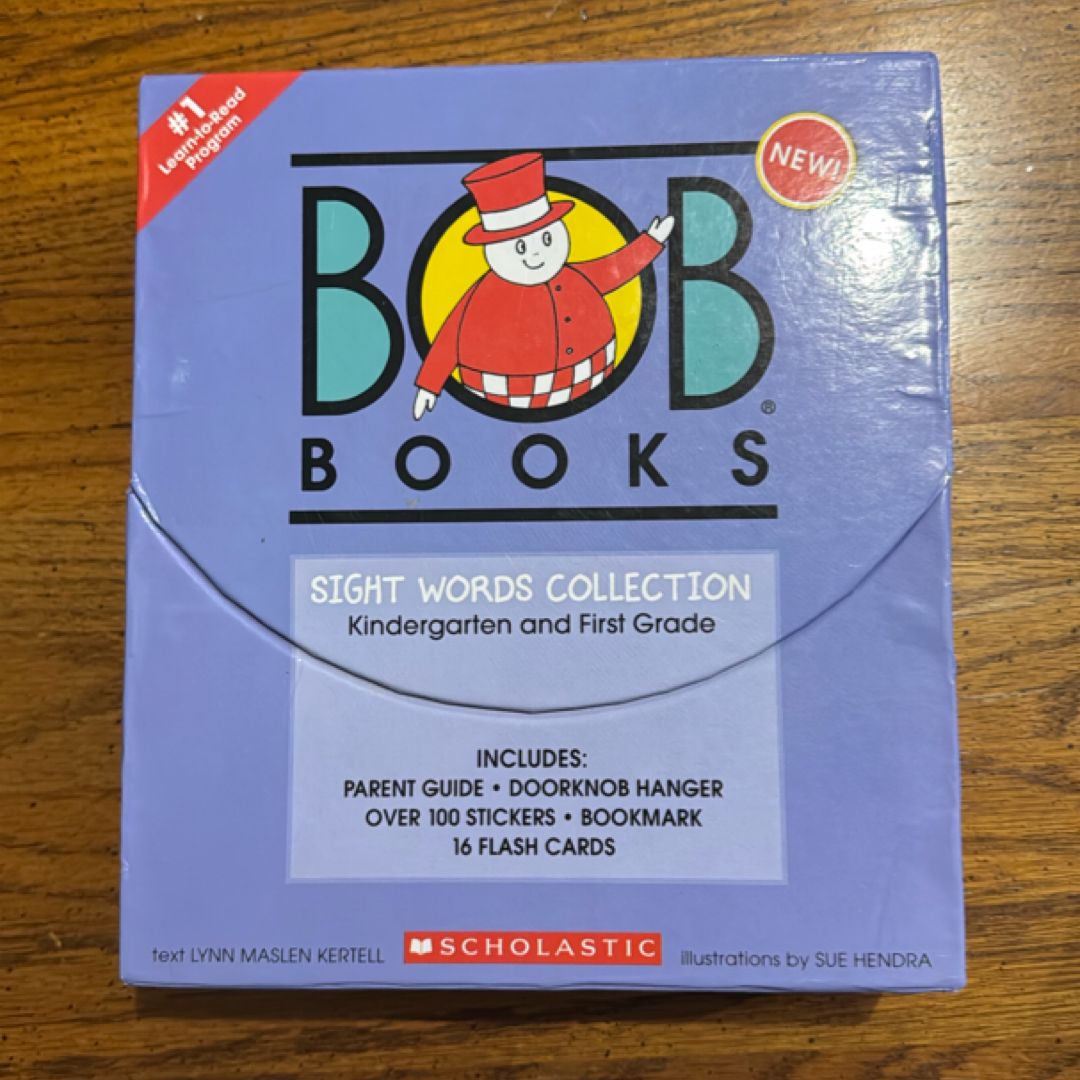 #1
Learn-to-Read
Program
NEW!
BOB®
BOOKS
SIGHT WORDS COLLECTION
Kindergarten and First Grade
INCLUDES:
PARENT GUIDE • DOORKNOB HANGER
OVER 100 STICKERS • BOOKMARK
16 FLASH CARDS
text LYNN MASLEN KERTELL
SCHOLASTIC
illustrations by SUE HENDRA